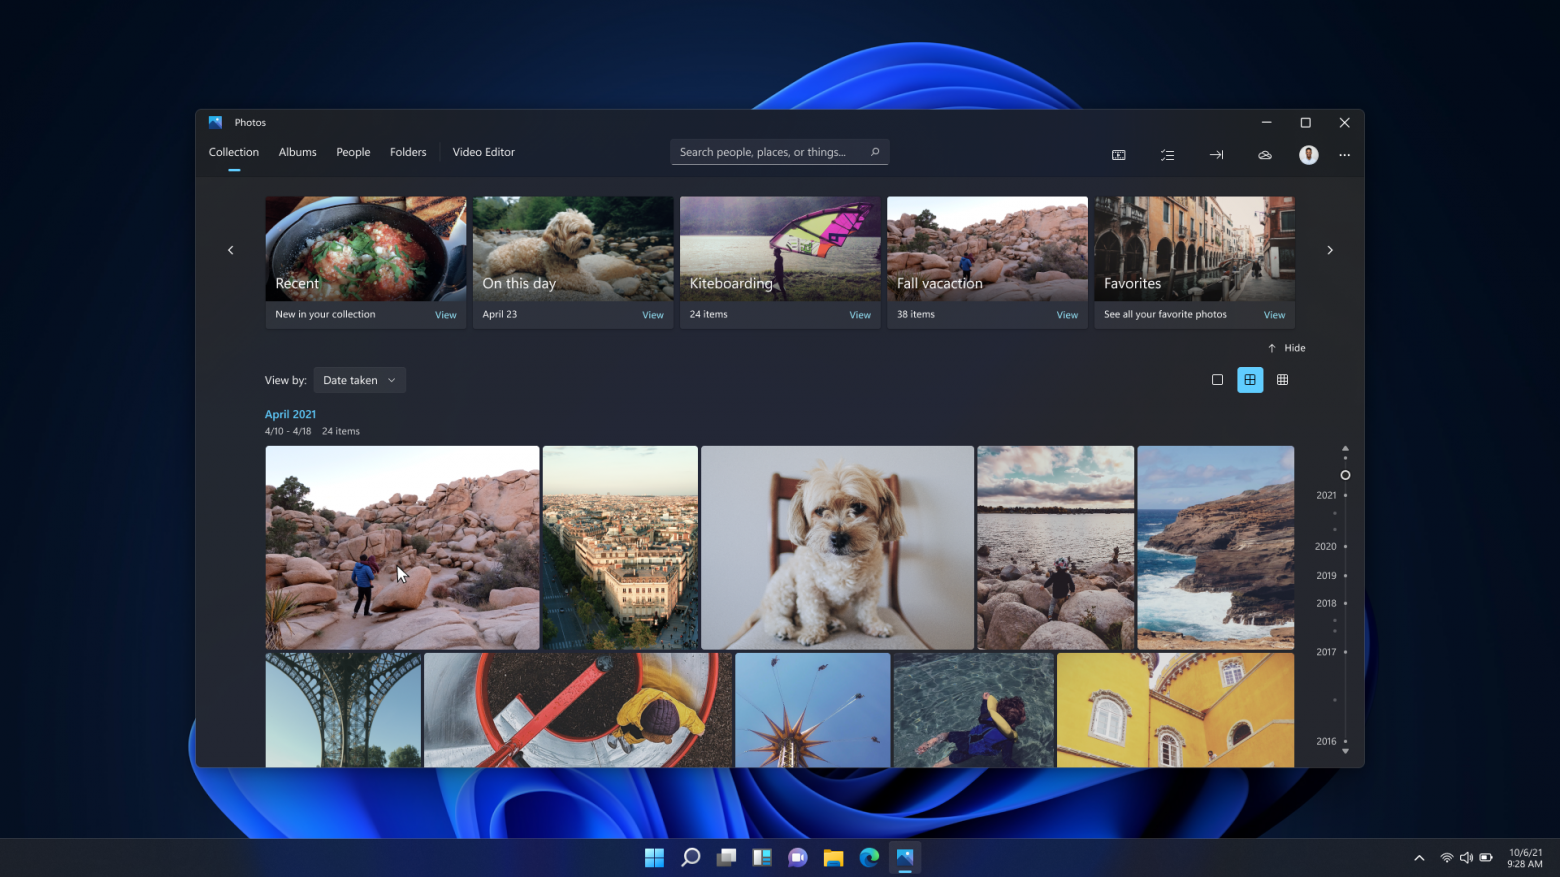 Photos
Collection Albums People Folders Video Editor
Search people, places, or things...
Recent
New in your collection View
On this day
April 23 View
Kiteboarding
24 items View
Fall vacaction
38 items View
Favorites
See all your favorite photos View
Hide
View by: Date taken
April 2021
4/10 - 4/18 24 items
2021
2020
2019
2018
2017
2016
10/6/21
9:28 AM